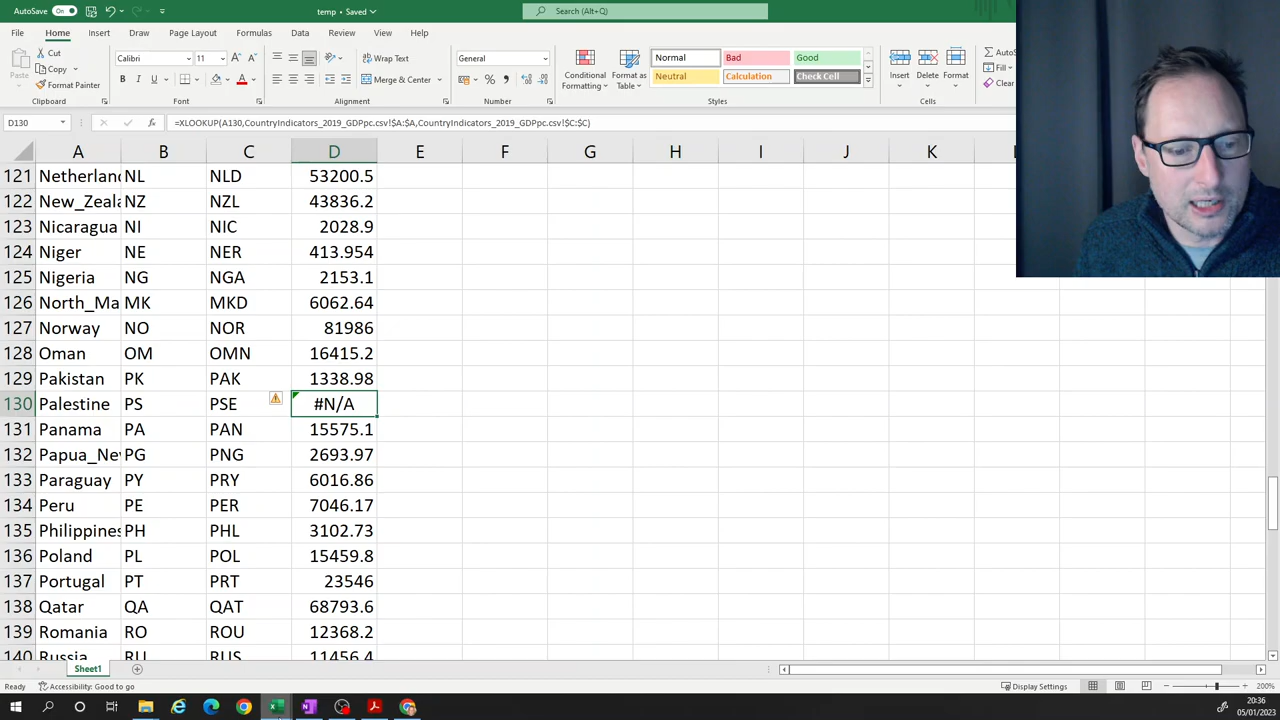 AutoSave On temp • Saved Search (Alt+Q)
File Home Insert Draw Page Layout Formulas Data Review View Help
Paste Cut Copy Format Painter Clipboard
Calibri 11 B I U A Font
Wrap Text Merge & Center Alignment
General % Number
Conditional Formatting Format as Table
Normal Bad Good Neutral Calculation Check Cell Styles
Insert Delete Format Cells
Fill
D130 fx =XLOOKUP(A130,CountryIndicators_2019_GDPpc.csv!$A:$A,CountryIndicators_2019_GDPpc.csv!$C:$C)
A B C D E F G H I J K
121 Netherland NL NLD 53200.5
122 New_Zeala NZ NZL 43836.2
123 Nicaragua NI NIC 2028.9
124 Niger NE NER 413.954
125 Nigeria NG NGA 2153.1
126 North_Ma MK MKD 6062.64
127 Norway NO NOR 81986
128 Oman OM OMN 16415.2
129 Pakistan PK PAK 1338.98
130 Palestine PS PSE #N/A
131 Panama PA PAN 15575.1
132 Papua_Nev PG PNG 2693.97
133 Paraguay PY PRY 6016.86
134 Peru PE PER 7046.17
135 Philippines PH PHL 3102.73
136 Poland PL POL 15459.8
137 Portugal PT PRT 23546
138 Qatar QA QAT 68793.6
139 Romania RO ROU 12368.2
140 Russia RU RUS 11456.4
Sheet1
Ready Accessibility: Good to go Display Settings 200%
20:36
05/01/2023